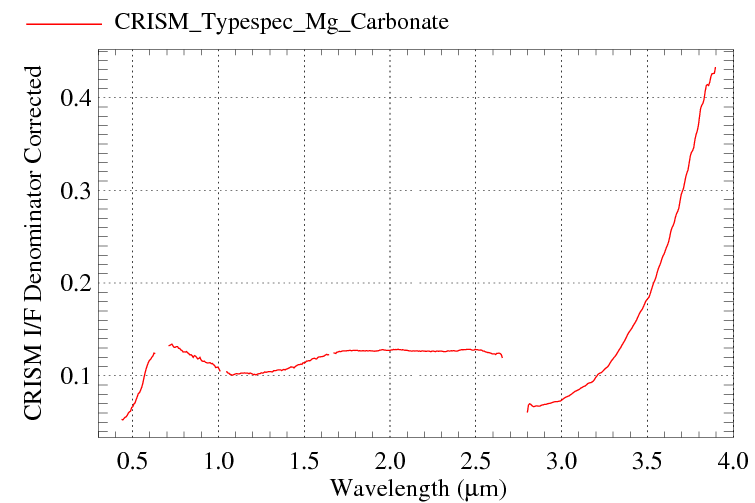 CRISM_Typespec_Mg_Carbonate
CRISM I/F Denominator Corrected
0.4
0.3
0.2
0.1
0.5 1.0 1.5 2.0 2.5 3.0 3.5 4.0
Wavelength (μm)